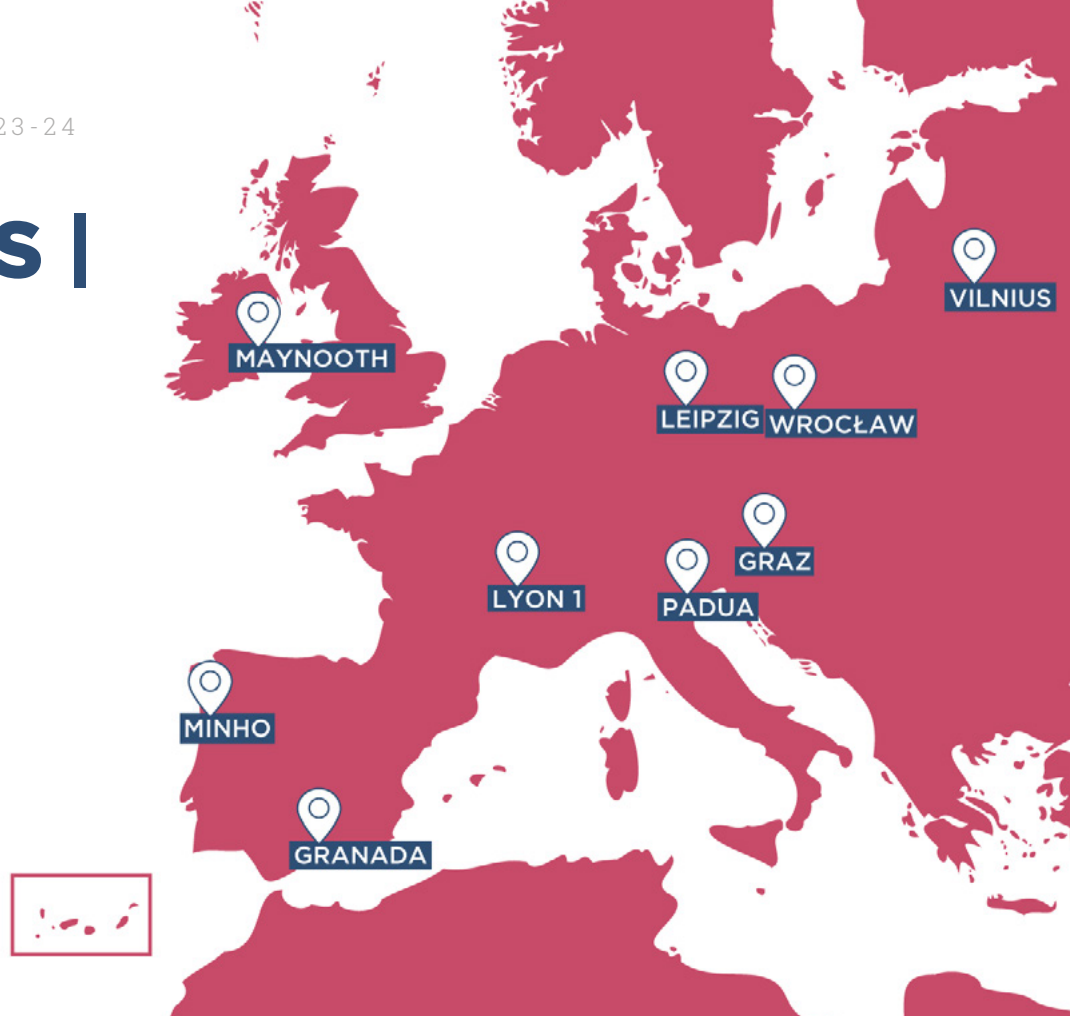 23-24
S |
VILNIUS
MAYNOOTH
LEIPZIG
WROCŁAW
GRAZ
LYON 1
PADUA
MINHO
GRANADA